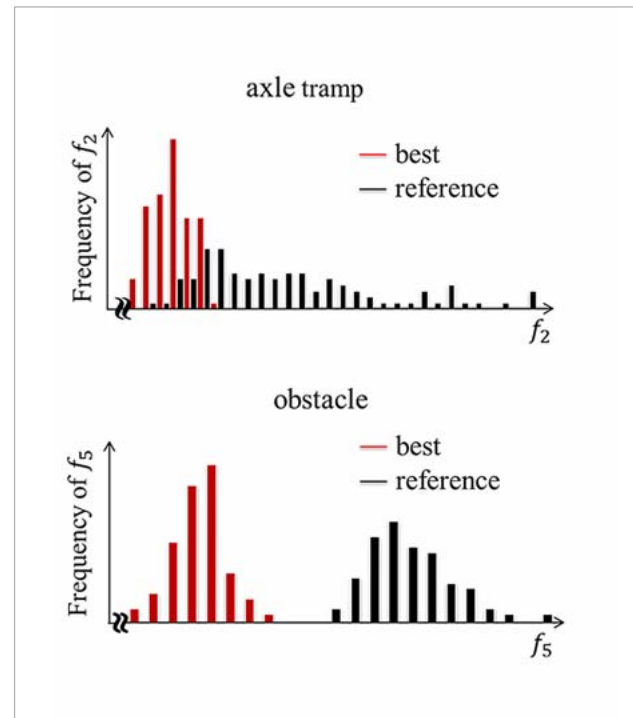 axle tramp
Frequency of f₂
best
reference
f₂
obstacle
Frequency of f₅
best
reference
f₅